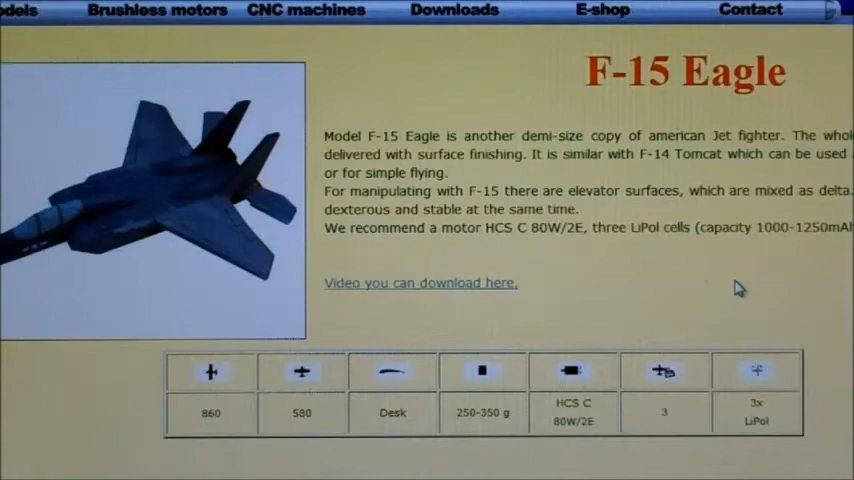 Brushless motors CNC machines Downloads E-shop Contact
F-15 Eagle
Model F-15 Eagle is another demi-size copy of american Jet fighter. The
delivered with surface finishing. It is similar with F-14 Tomcat which can be used
or for simple flying.
For manipulating with F-15 there are elevator surfaces, which are mixed as delta.
dexterous and stable at the same time.
We recommend a motor HCS C 80W/2E, three LiPol cells (capacity 1000-1250mAh
Video you can download here.
860 580 Desk 250-350 g HCS C 80W/2E 3 3x LiPol